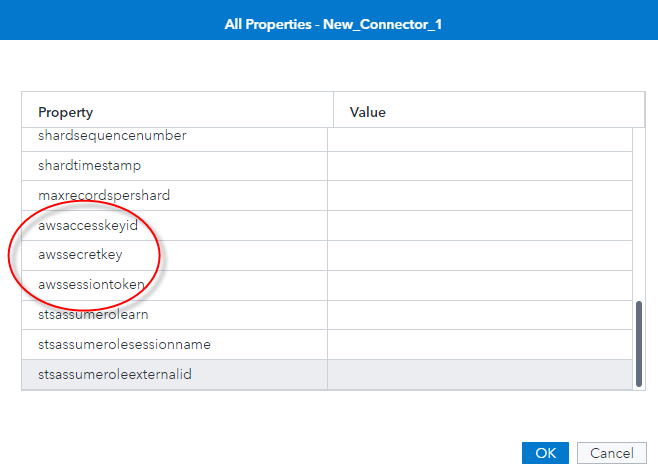 All Properties - New_Connector_1
Property Value
shardsequencenumber
shardtimestamp
maxrecordspershard
awsaccesskeyid
awssecretkey
awssessiontoken
stsassumerolearn
stsassumerolesessionname
stsassumeroleexternalid
OK Cancel